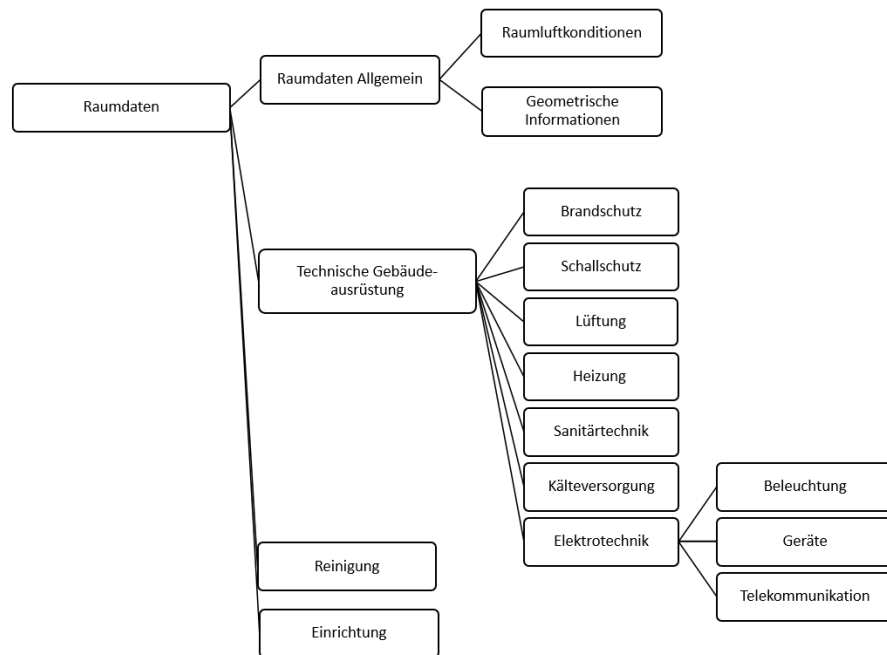 Raumdaten
Raumdaten Allgemein
Raumluftkonditionen
Geometrische
Informationen
Technische Gebäude-
ausrüstung
Brandschutz
Schallschutz
Lüftung
Heizung
Sanitärtechnik
Kälteversorgung
Elektrotechnik
Beleuchtung
Geräte
Telekommunikation
Reinigung
Einrichtung